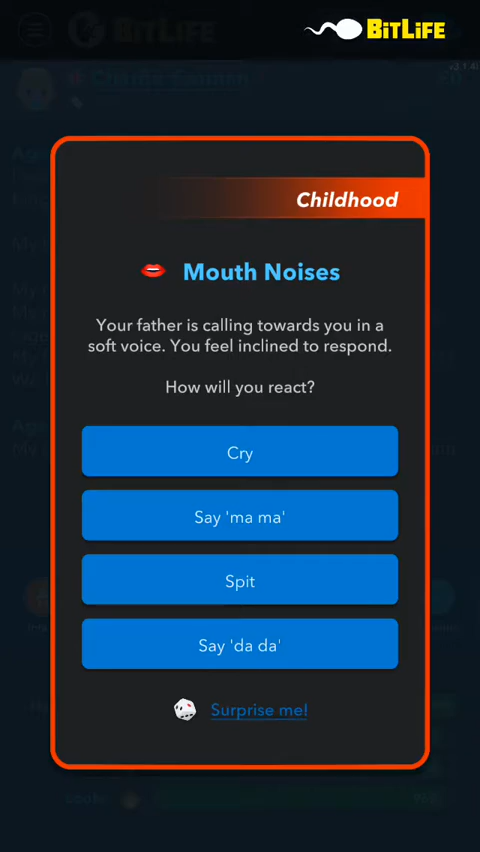 BitLife
BITLIFE
Childhood
Mouth Noises
Your father is calling towards you in a
soft voice. You feel inclined to respond.
How will you react?
Cry
Say 'ma ma'
Spit
Say 'da da'
Surprise me!